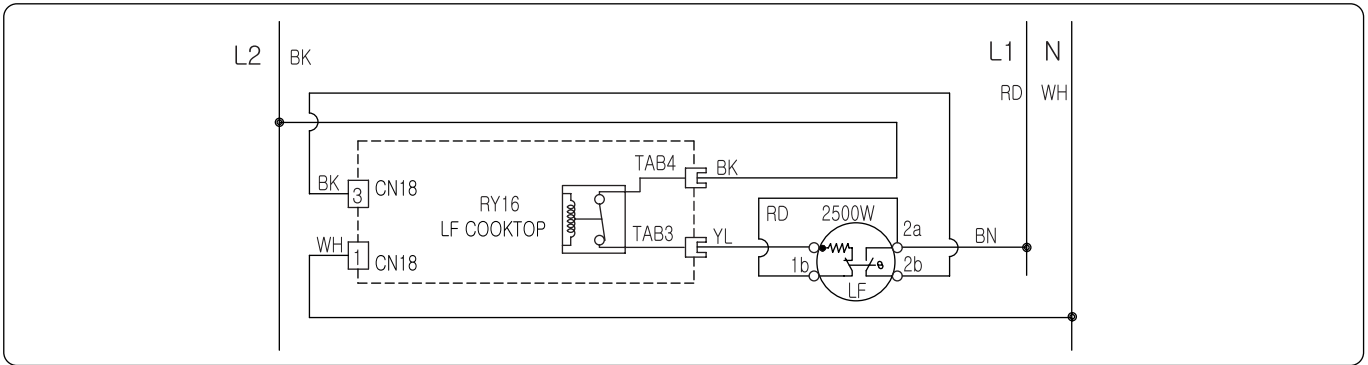 L2 BK L1 N
RD WH
TAB4 BK
BK 3 CN18
RY16
LF COOKTOP
RD 2500W
2a
TAB3 YL BN
WH 1 CN18
1b θ 2b
LF